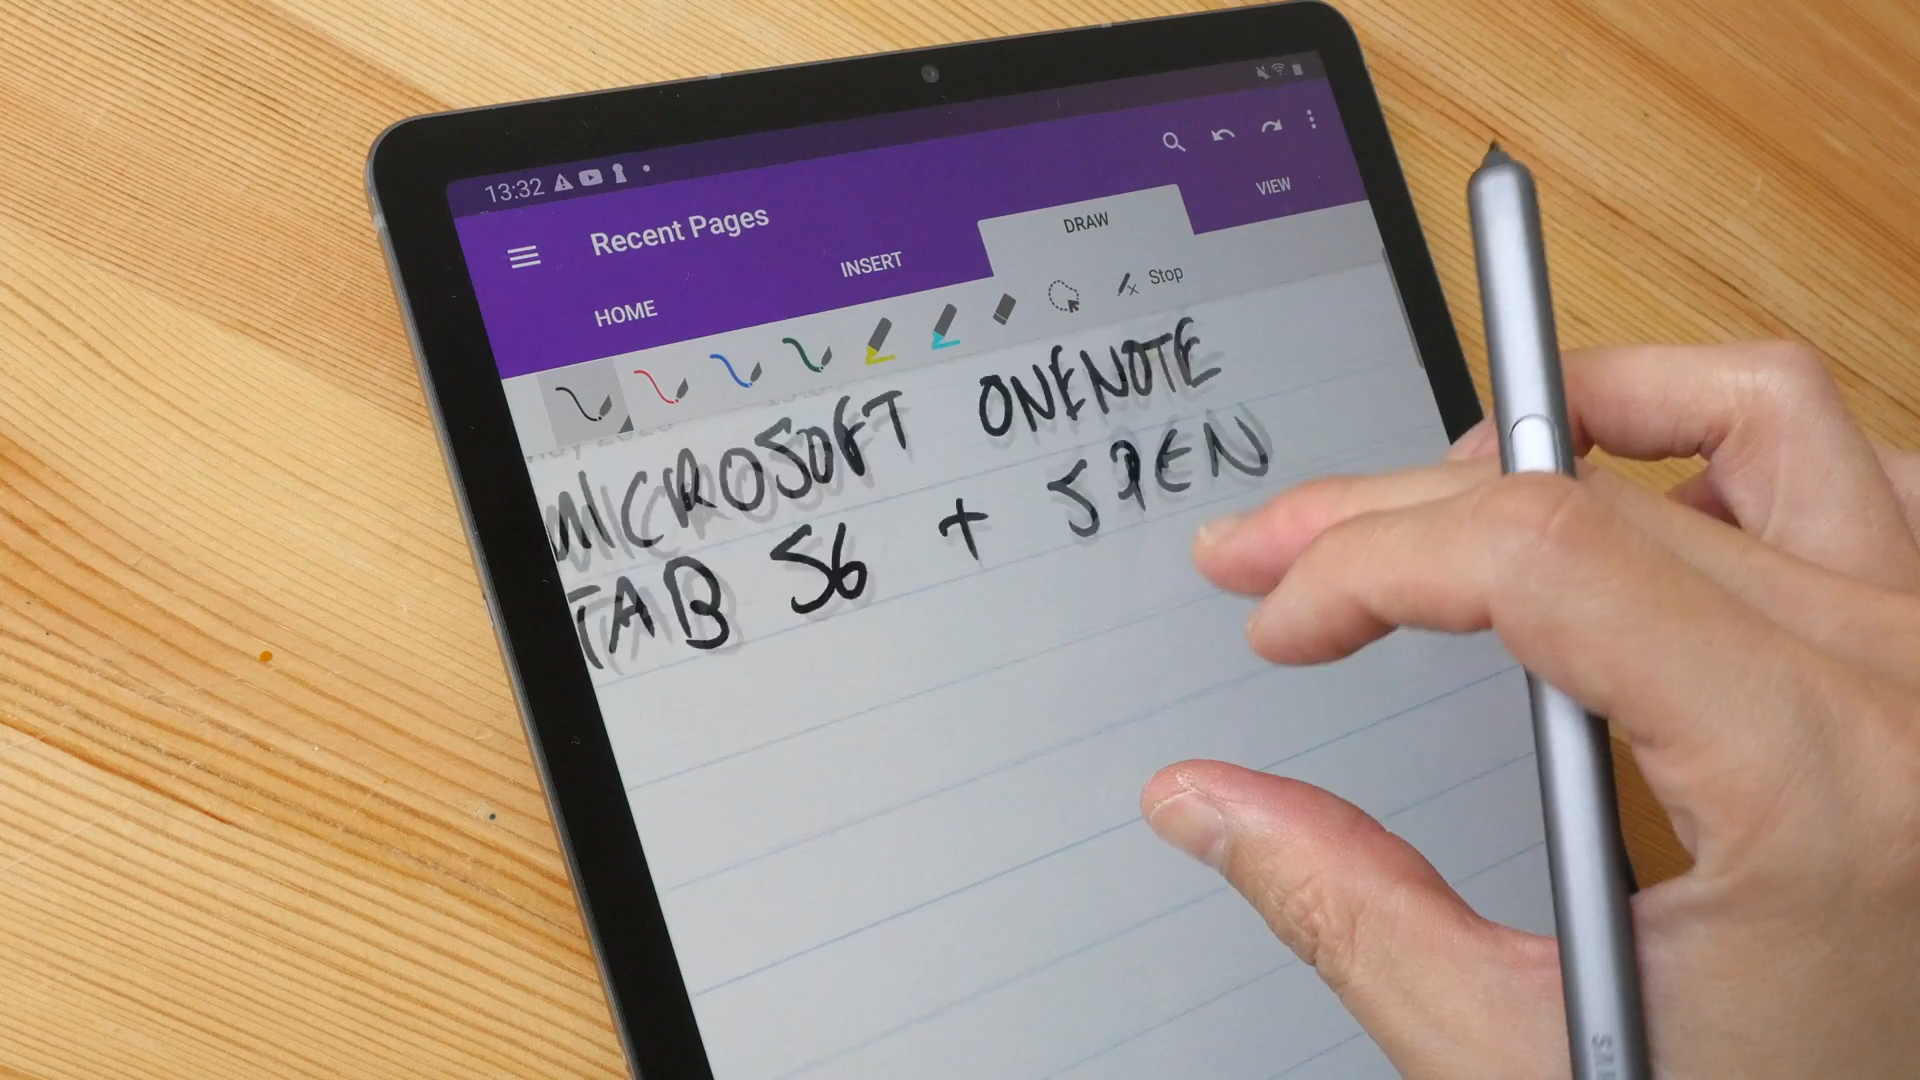 13:32
Recent Pages
HOME
INSERT
DRAW
VIEW
Stop
MICROSOFT ONENOTE
TAB S6 + SPEN